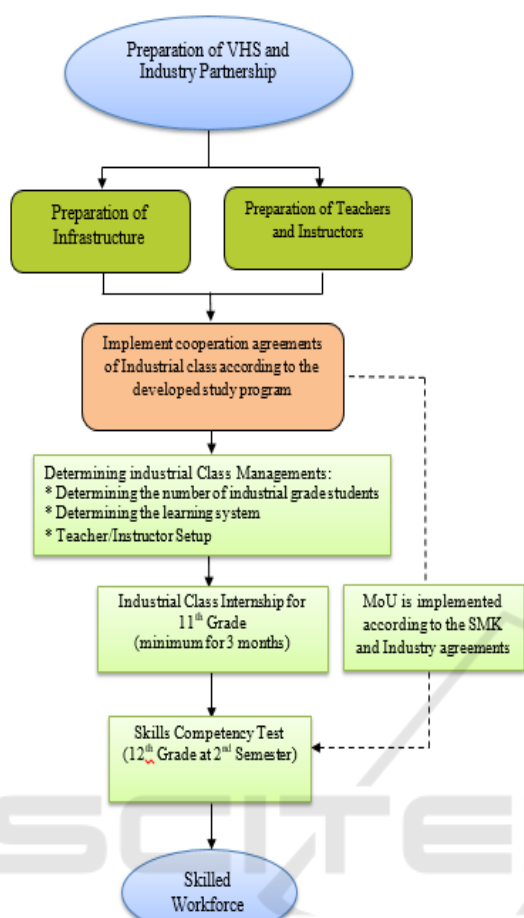 Preparation of VHS and
Industry Partnership
Preparation of
Infrastructure
Preparation of Teachers
and Instructors
Implement cooperation agreements
of Industrial class according to the
developed study program
Determining industrial Class Managements:
* Determining the number of industrial grade students
* Determining the learning system
* Teacher/Instructor Setup
Industrial Class Internship for
11th Grade
(minimum for 3 months)
MoU is implemented
according to the SMK
and Industry agreements
Skills Competency Test
(12th Grade at 2nd Semester)
SCITE
Skilled
Workforce